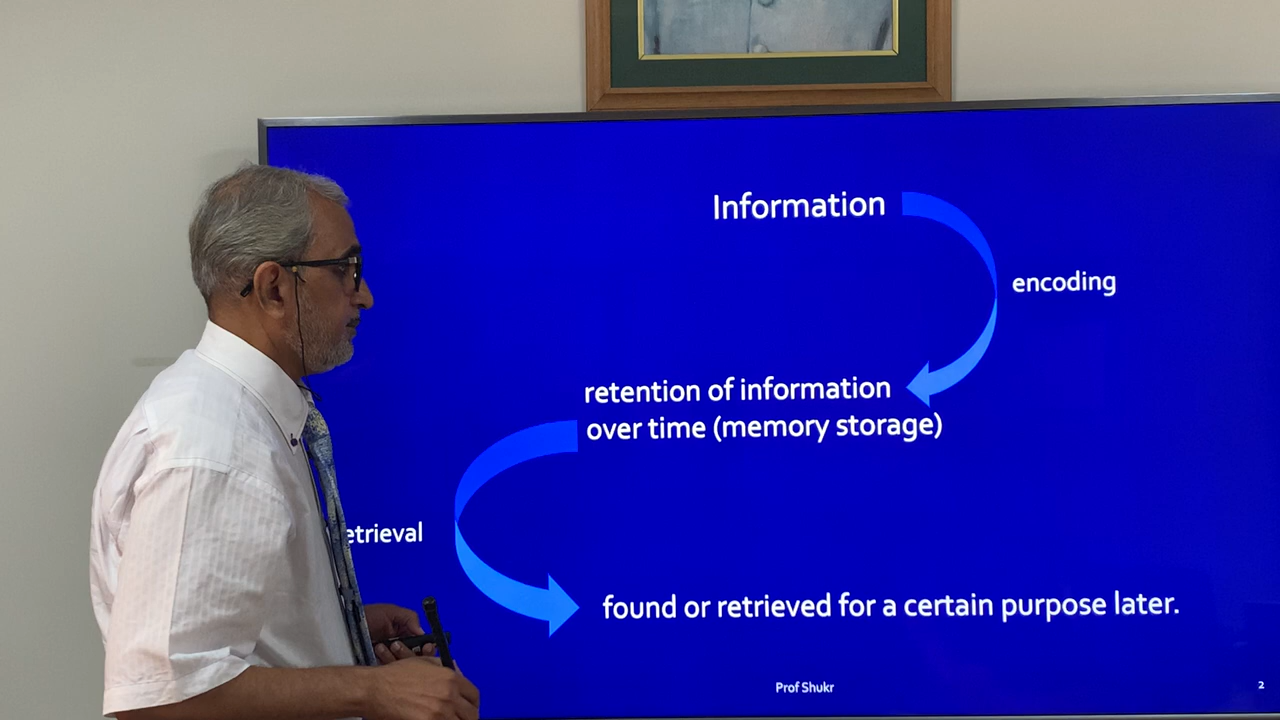 Information
encoding
retention of information
over time (memory storage)
etrieval
found or retrieved for a certain purpose later.
Prof Shukr
2